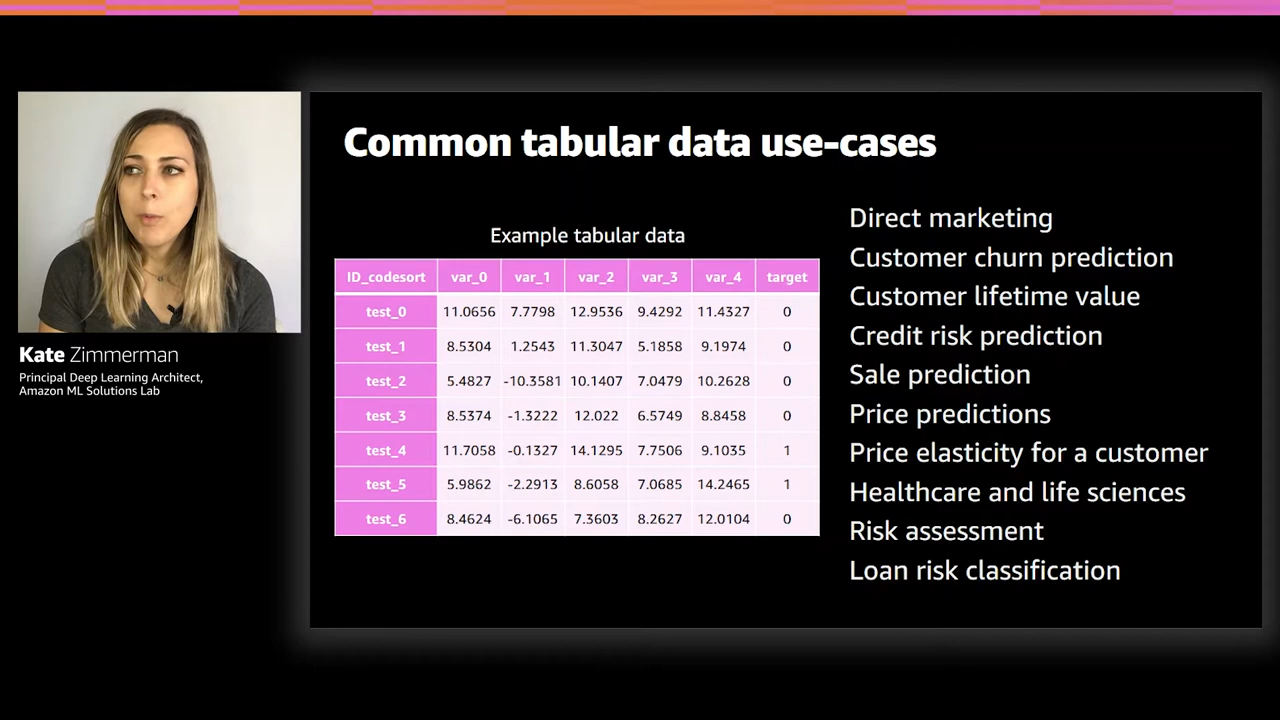 Common tabular data use-cases
Example tabular data
ID_codesort var_0 var_1 var_2 var_3 var_4 target
test_0 11.0656 7.7798 12.9536 9.4292 11.4327 0
test_1 8.5304 1.2543 11.3047 5.1858 9.1974 0
test_2 5.4827 -10.3581 10.1407 7.0479 10.2628 0
test_3 8.5374 -1.3222 12.022 6.5749 8.8458 0
test_4 11.7058 -0.1327 14.1295 7.7506 9.1035 1
test_5 5.9862 -2.2913 8.6058 7.0685 14.2465 1
test_6 8.4624 -6.1065 7.3603 8.2627 12.0104 0
Direct marketing
Customer churn prediction
Customer lifetime value
Credit risk prediction
Sale prediction
Price predictions
Price elasticity for a customer
Healthcare and life sciences
Risk assessment
Loan risk classification
Kate Zimmerman
Principal Deep Learning Architect,
Amazon ML Solutions Lab